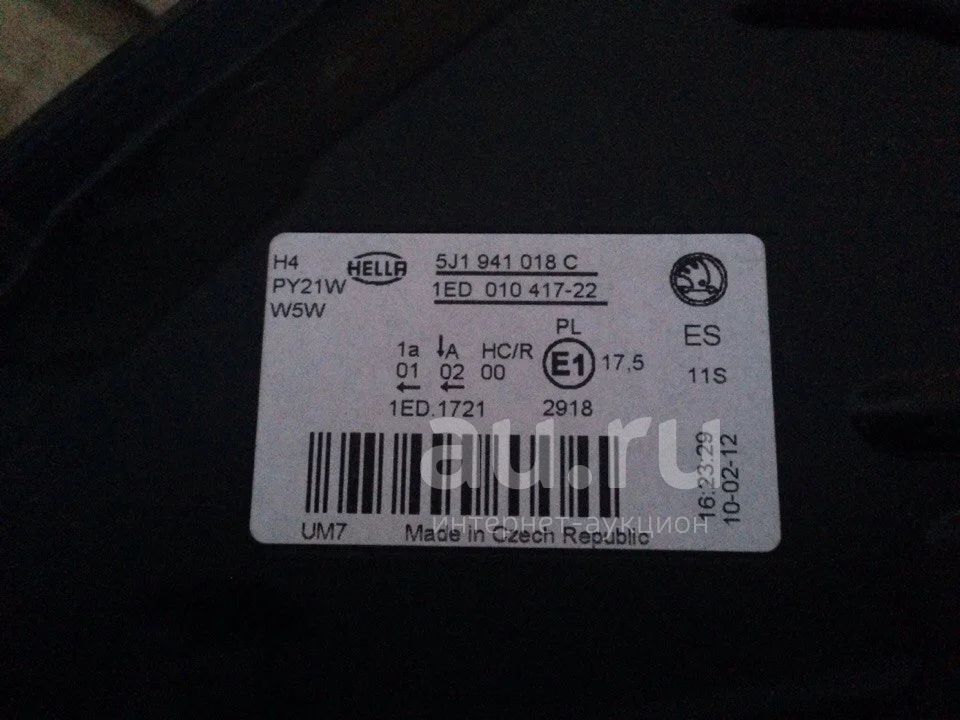 H4
PY21W
W5W
HELLA
5J1 941 018 C
1ED 010 417-22
ES
11S
PL
1a
A
HC/R
E1
17,5
01
02
00
1ED.1721
2918
16:23:29
10-02-12
UM7
Made in Czech Republic
au.ru
интернет-аукцион